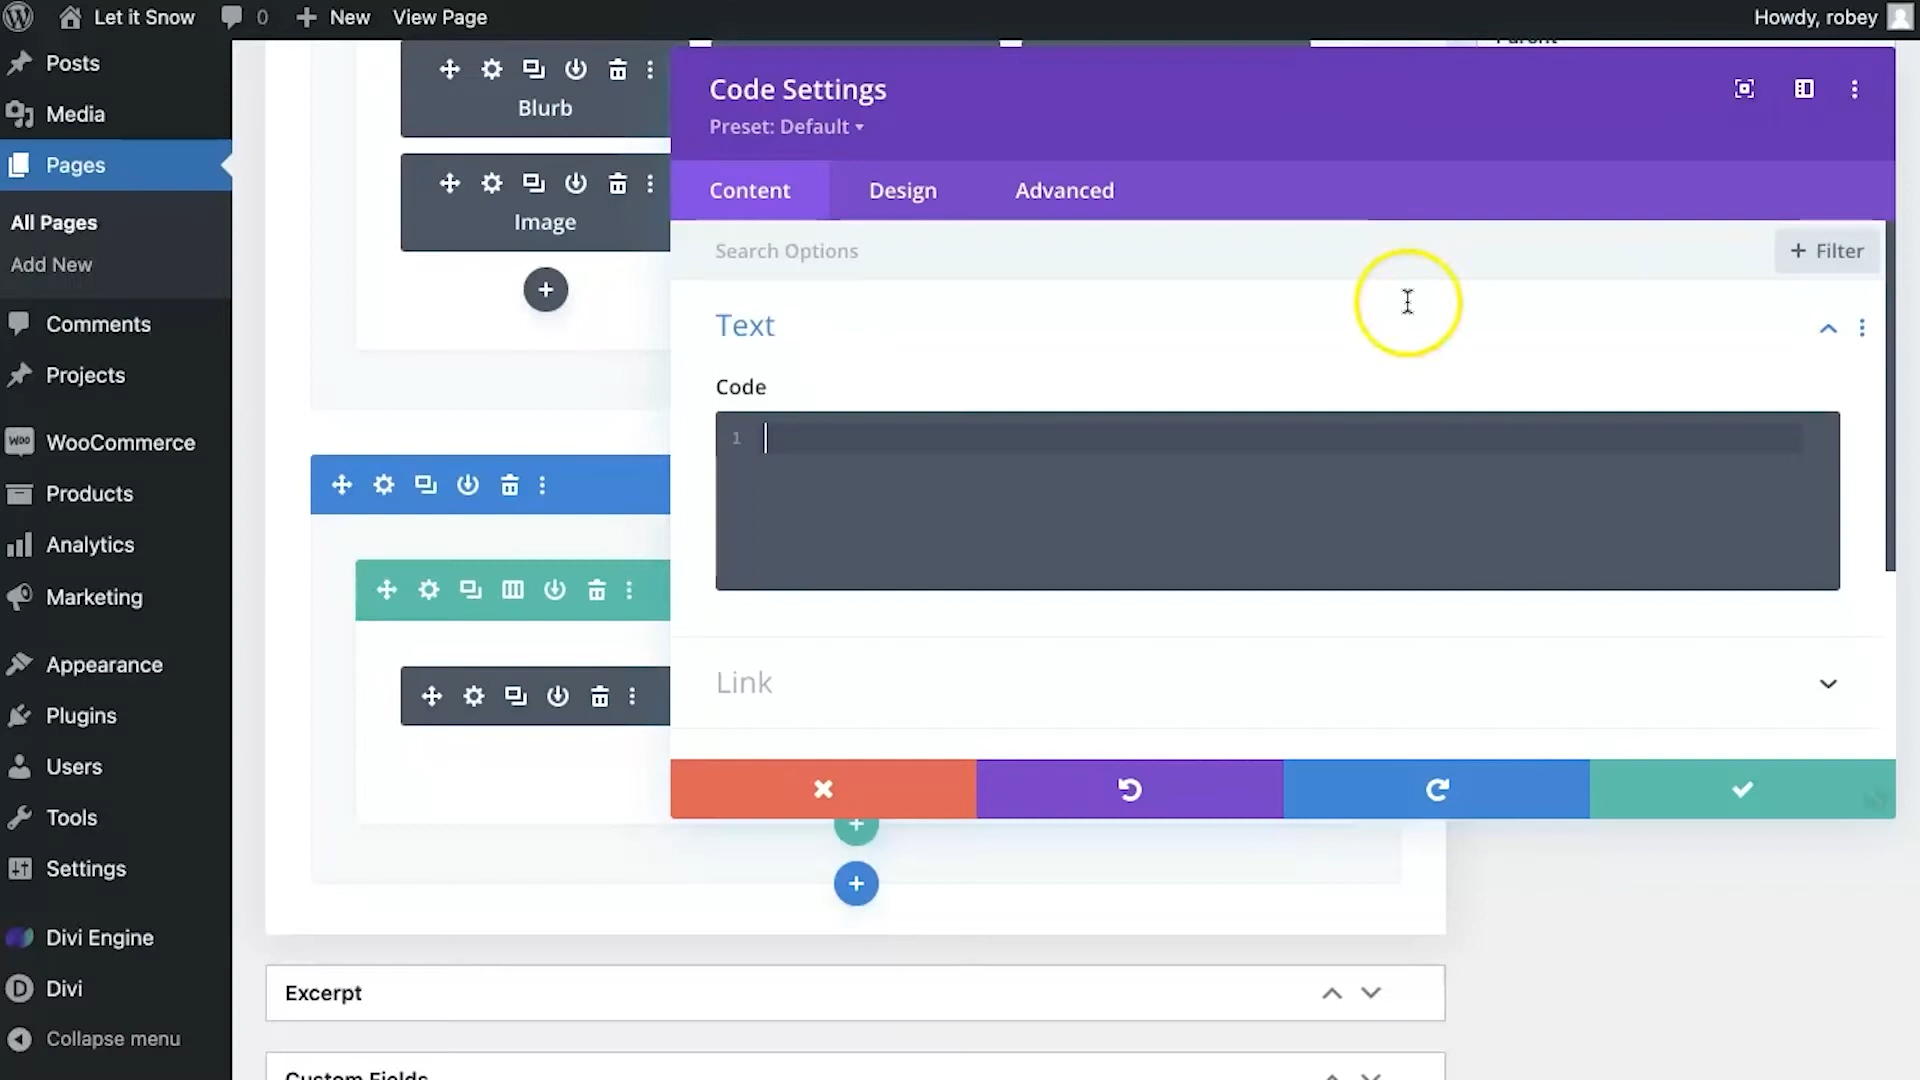 Let it Snow
0
New
View Page
Howdy, robey
Posts
Media
Pages
All Pages
Add New
Comments
Projects
WOO
WooCommerce
Products
Analytics
Marketing
Appearance
Plugins
Users
Tools
Settings
Divi Engine
D
Divi
Collapse menu
Blurb
Image
Parent
Code Settings
Preset: Default
Content
Design
Advanced
Search Options
+ Filter
Text
Code
1
Link
Excerpt
Custom Fields